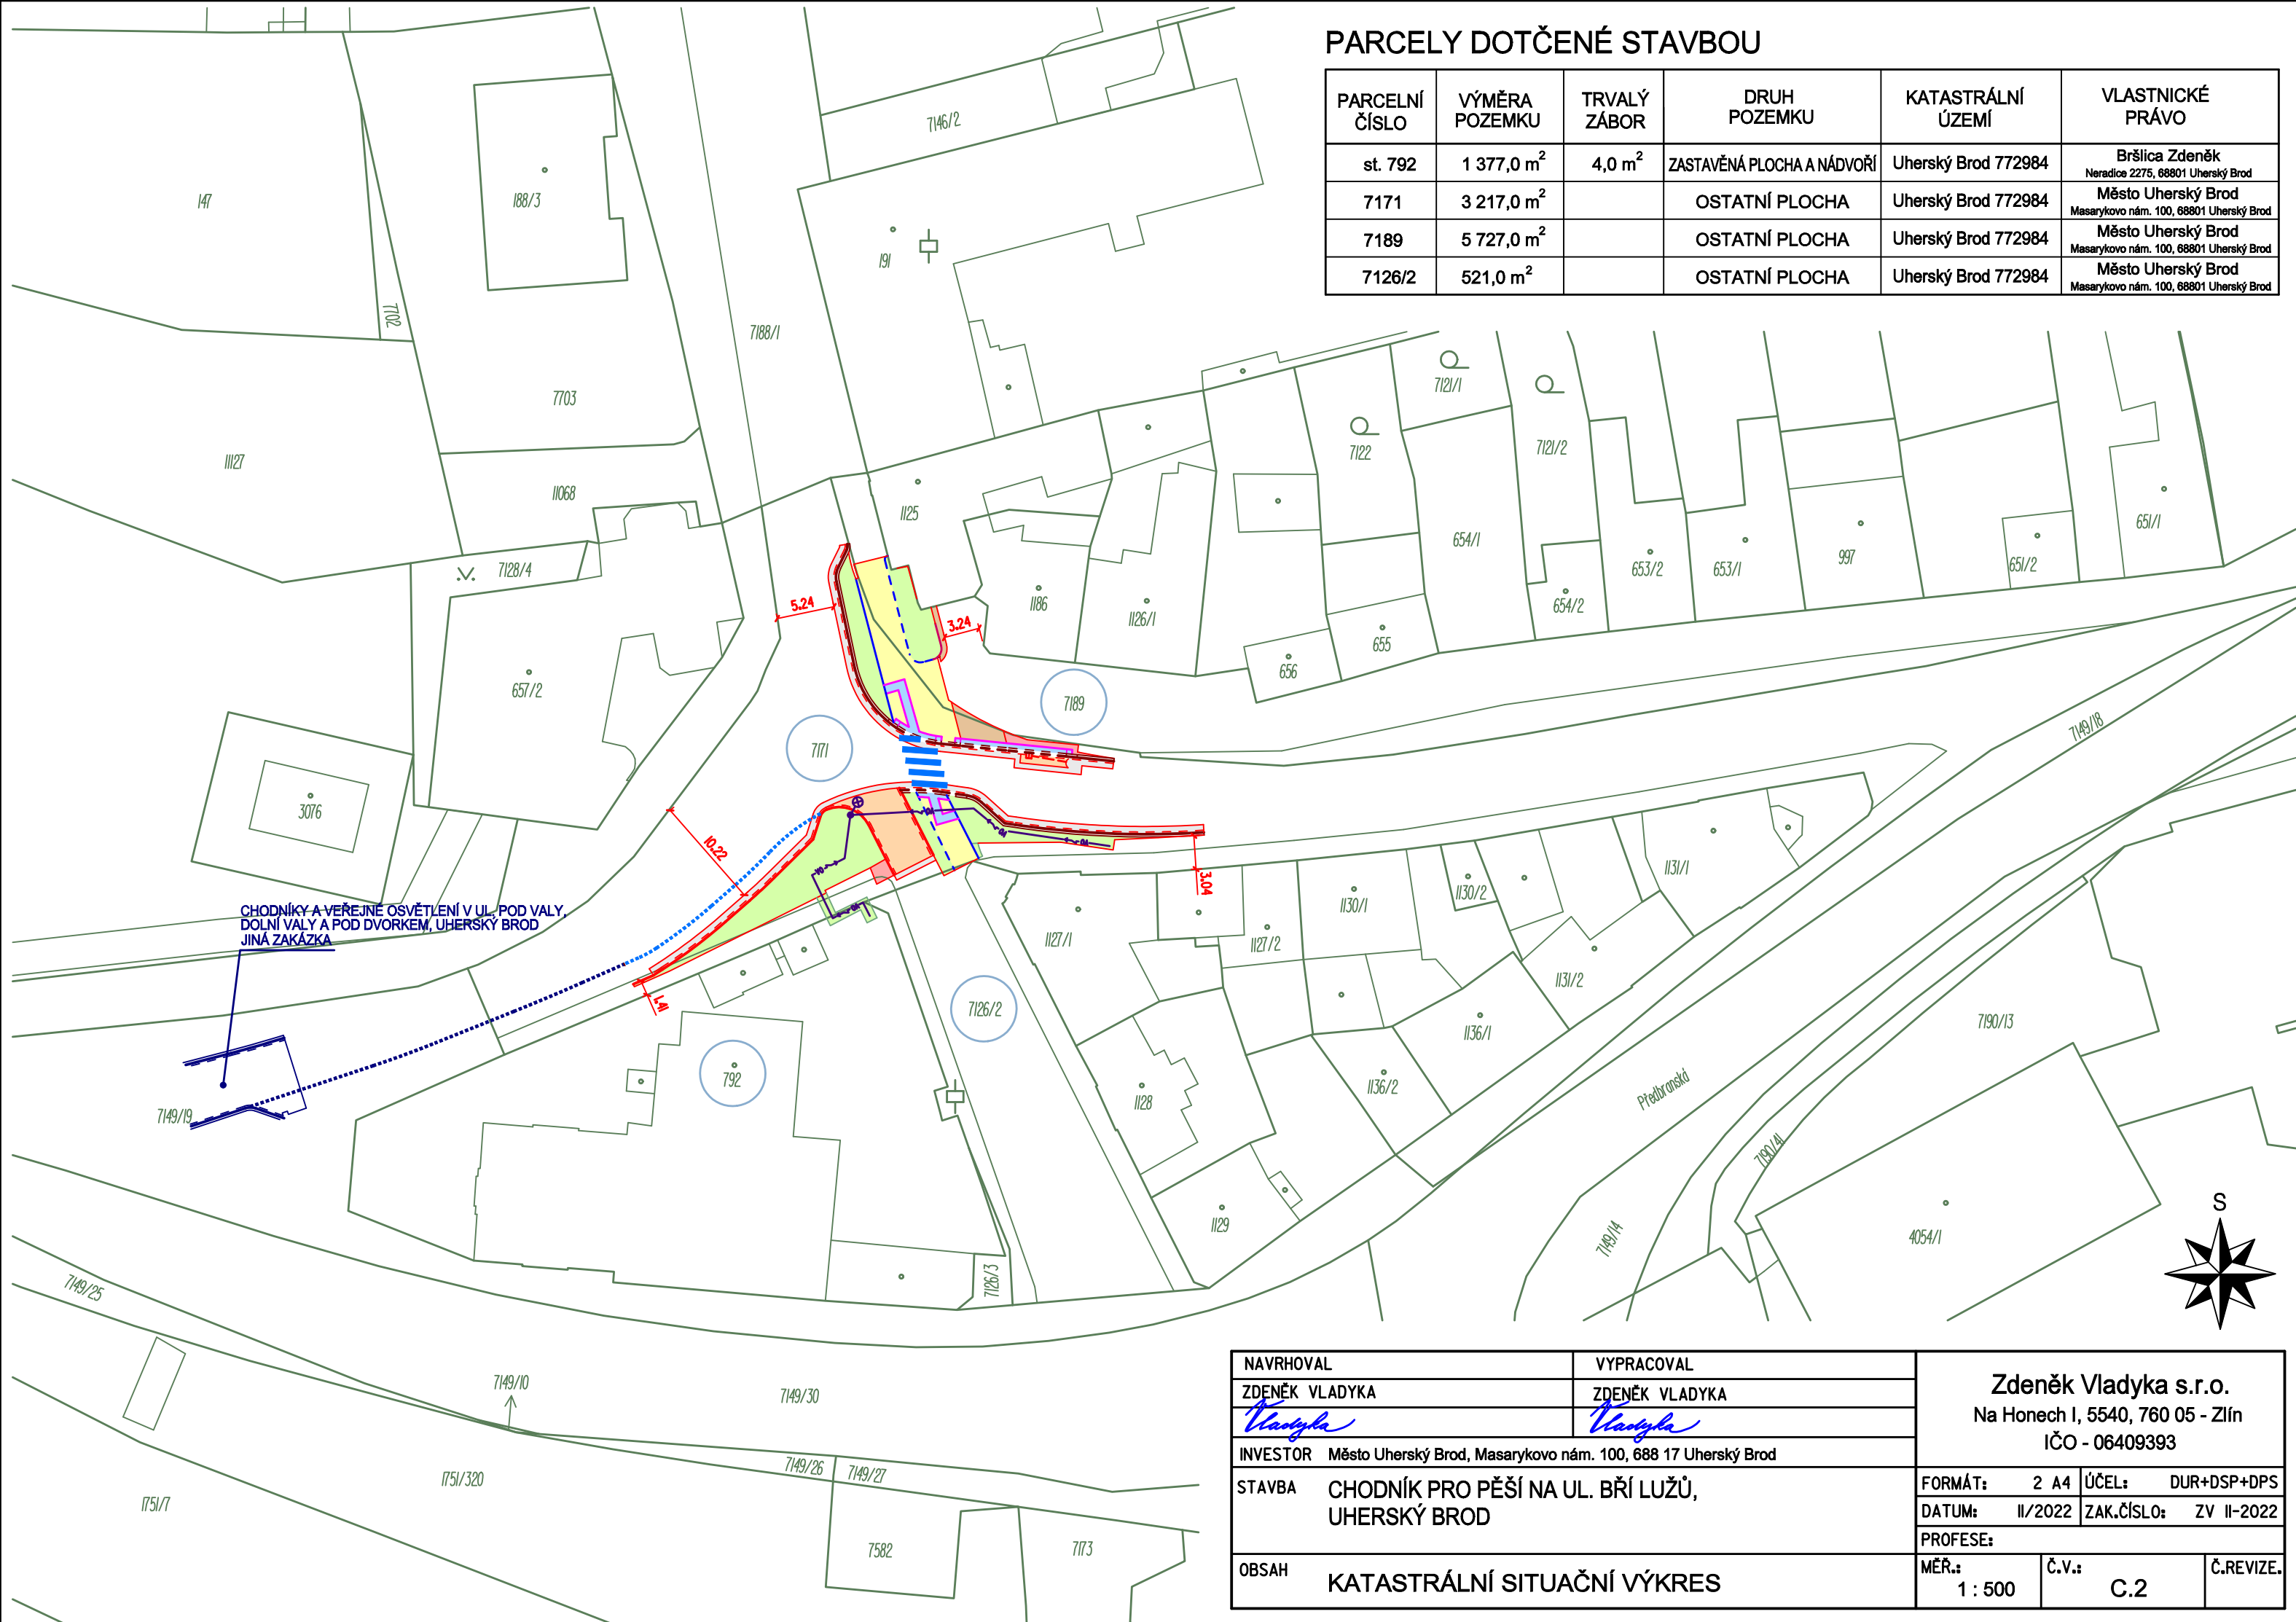 PARCELY DOTČENÉ STAVBOU
PARCELNÍ ČÍSLO VÝMĚRA POZEMKU TRVALÝ ZÁBOR DRUH POZEMKU KATASTRÁLNÍ ÚZEMÍ VLASTNICKÉ PRÁVO
st. 792 1 377,0 m² 4,0 m² ZASTAVĚNÁ PLOCHA A NÁDVOŘÍ Uherský Brod 772984 Bršlica Zdeněk
Neradice 2275, 68801 Uherský Brod
7171 3 217,0 m² OSTATNÍ PLOCHA Uherský Brod 772984 Město Uherský Brod
Masarykovo nám. 100, 68801 Uherský Brod
7189 5 727,0 m² OSTATNÍ PLOCHA Uherský Brod 772984 Město Uherský Brod
Masarykovo nám. 100, 68801 Uherský Brod
7126/2 521,0 m² OSTATNÍ PLOCHA Uherský Brod 772984 Město Uherský Brod
Masarykovo nám. 100, 68801 Uherský Brod
7146/2
147
188/3
191
7702
7188/1
7703
7121/1
7122
7121/2
11127
11068
1125
654/1
651/1
997
651/2
653/2
653/1
7128/4
1186
1126/1
654/2
655
656
5.24
3.24
657/2
7189
7171
7149/18
3076
10.22
3.04
1131/1
1130/2
1130/1
1127/1
1127/2
1131/2
CHODNÍKY A VEŘEJNÉ OSVĚTLENÍ V UL. POD VALY,
DOLNÍ VALY A POD DVORKEM, UHERSKÝ BROD
JINÁ ZAKÁZKA
1.41
7126/2
7190/13
1136/1
792
1136/2
Předbranská
1128
7149/19
7190/41
1129
7149/14
4054/1
S
7126/3
7149/25
7149/10
7149/30
7149/26
7149/27
1751/320
1751/7
7582
7173
NAVRHOVAL VYPRACOVAL
ZDENĚK VLADYKA ZDENĚK VLADYKA
Vladyka Vladyka
INVESTOR Město Uherský Brod, Masarykovo nám. 100, 688 17 Uherský Brod
STAVBA CHODNÍK PRO PĚŠÍ NA UL. BŘÍ LUŽŮ,
UHERSKÝ BROD
OBSAH KATASTRÁLNÍ SITUAČNÍ VÝKRES
Zdeněk Vladyka s.r.o.
Na Honech I, 5540, 760 05 - Zlín
IČO - 06409393
FORMÁT: 2 A4 ÚČEL: DUR+DSP+DPS
DATUM: II/2022 ZAK.ČÍSLO: ZV II-2022
PROFESE:
MĚŘ.: 1 : 500 Č.V.: C.2 Č.REVIZE.